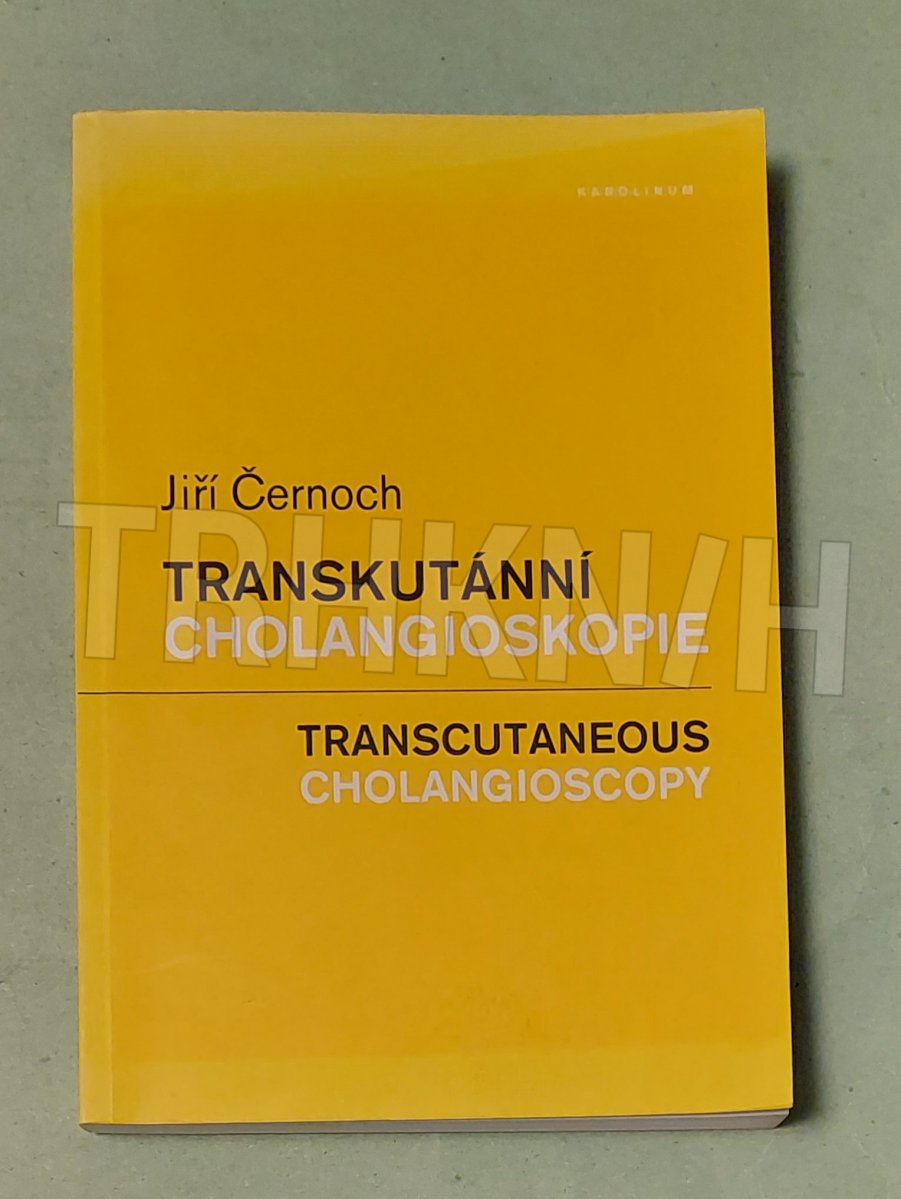 KAROLINUM
Jiří Černoch
TRANSKUTÁNNÍ
CHOLANGIOSKOPIE
TRHKNIH
TRANSCUTANEOUS
CHOLANGIOSCOPY